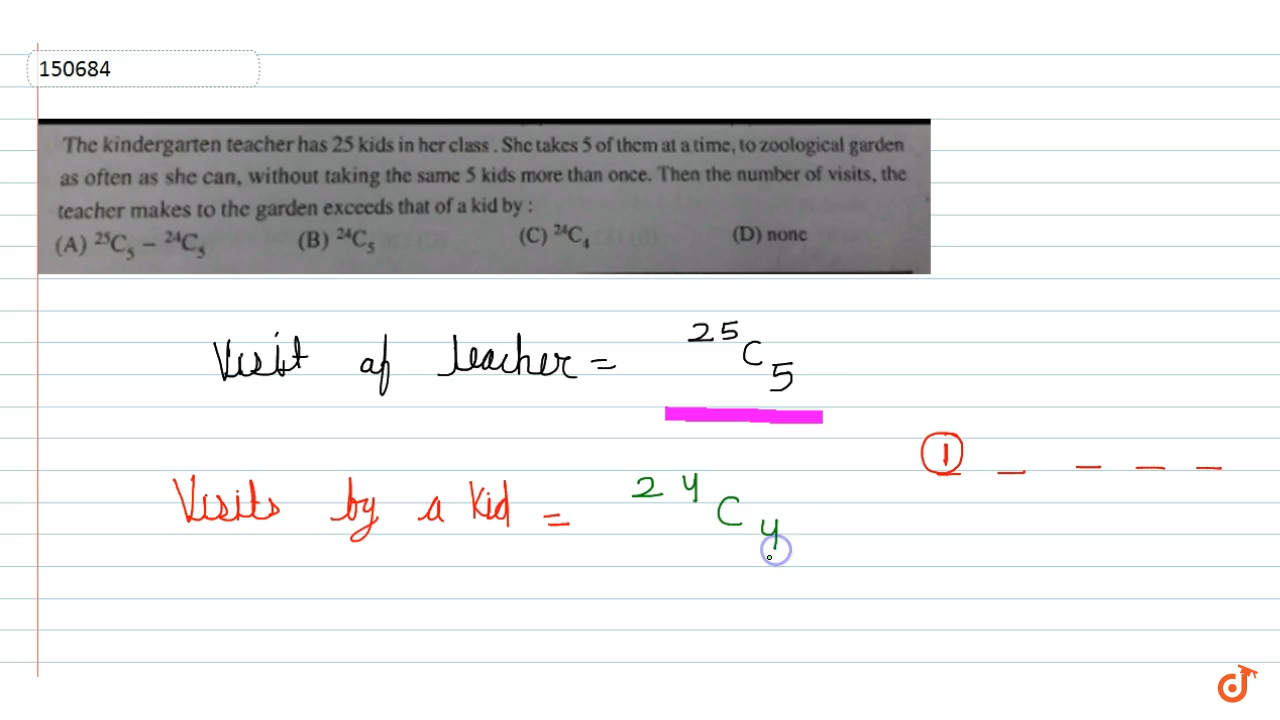 150684
The kindergarten teacher has 25 kids in her class . She takes 5 of them at a time, to zoological garden
as often as she can, without taking the same 5 kids more than once. Then the number of visits, the
teacher makes to the garden exceeds that of a kid by :
(A) ²⁵C₅ – ²⁴C₅ (B) ²⁴C₅ (C) ²⁴C₄ (D) none
Visit of teacher = ²⁵C₅
1
Visits by a Kid = ²⁴C₄